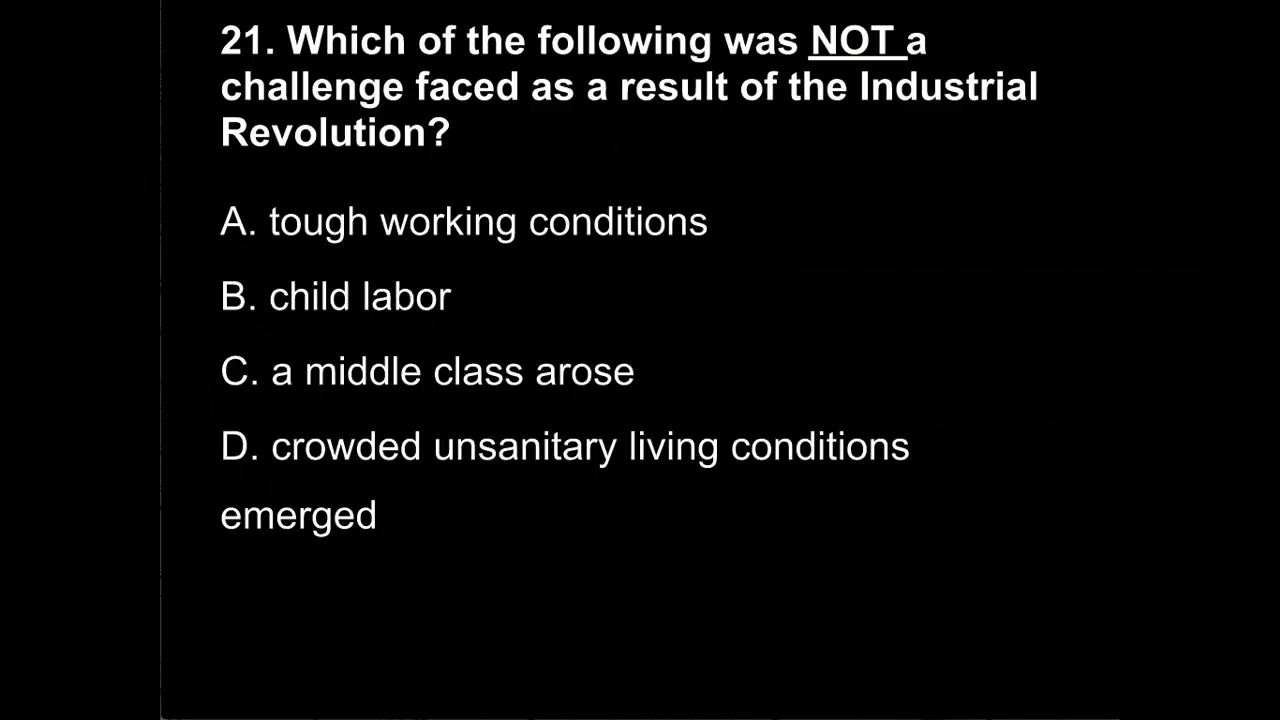 21. Which of the following was NOT a
challenge faced as a result of the Industrial
Revolution?
A. tough working conditions
B. child labor
C. a middle class arose
D. crowded unsanitary living conditions
emerged